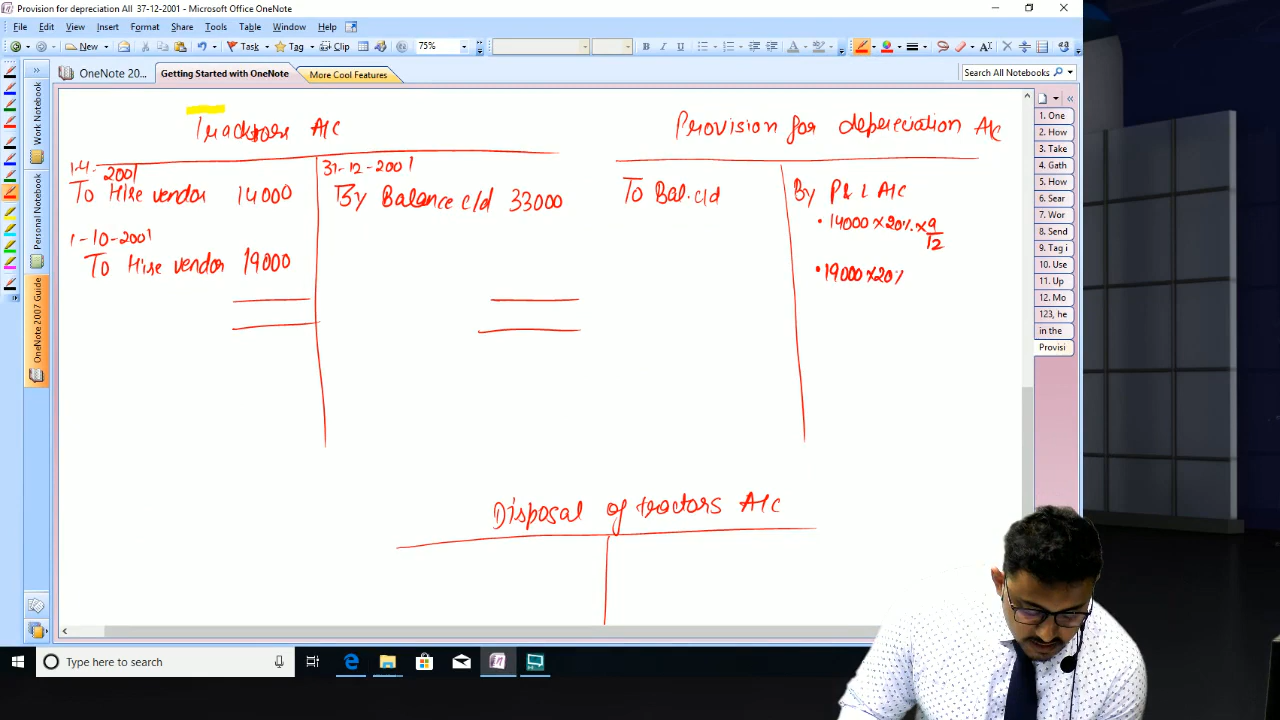 Provision for depreciation All 37-12-2001 - Microsoft Office OneNote
File Edit View Insert Format Share Tools Table Window Help
New Task Tag Clip 75%
OneNote 20... Getting Started with OneNote More Cool Features Search All Notebooks
Work Notebook
Personal Notebook
OneNote 2007 Guide
Tractors A/c
1-4-2001
To Hire vendor 14000
1-10-2001
To Hire vendor 19000
31-12-2001
By Balance c/d 33000
Provision for depreciation A/c
To Bal. c/d
By P & L A/c
• 14000 x 20% x 9/12
• 19000 x 20%
Disposal of tractors A/c
1. One
2. How
3. Take
4. Gath
5. How
6. Sear
7. Wor
8. Send
9. Tag i
10. Use
11. Up
12. Mo
123, he
in the
Provisi
Type here to search